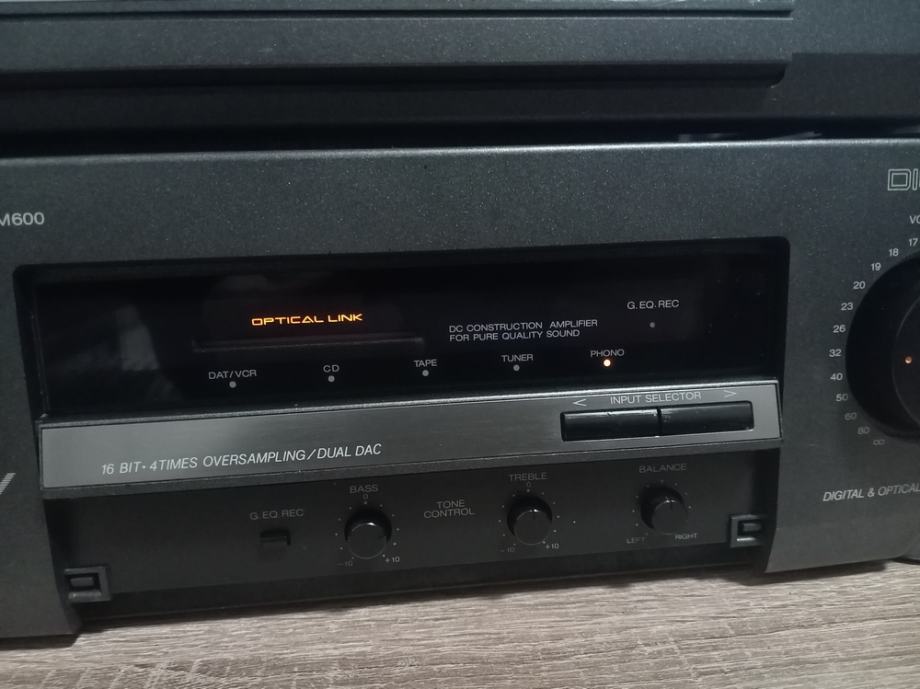 M600
OPTICAL LINK
DC CONSTRUCTION AMPLIFIER
FOR PURE QUALITY SOUND
G.EQ.REC
DAT/VCR
CD
TAPE
TUNER
PHONO
< INPUT SELECTOR >
16 BIT•4TIMES OVERSAMPLING/DUAL DAC
G.EQ.REC
BASS
0
-10 +10
TONE
CONTROL
TREBLE
0
-10 +10
BALANCE
LEFT RIGHT
17
18
19
20
23
26
32
40
50
60
80
∞
DIGITAL & OPTICAL